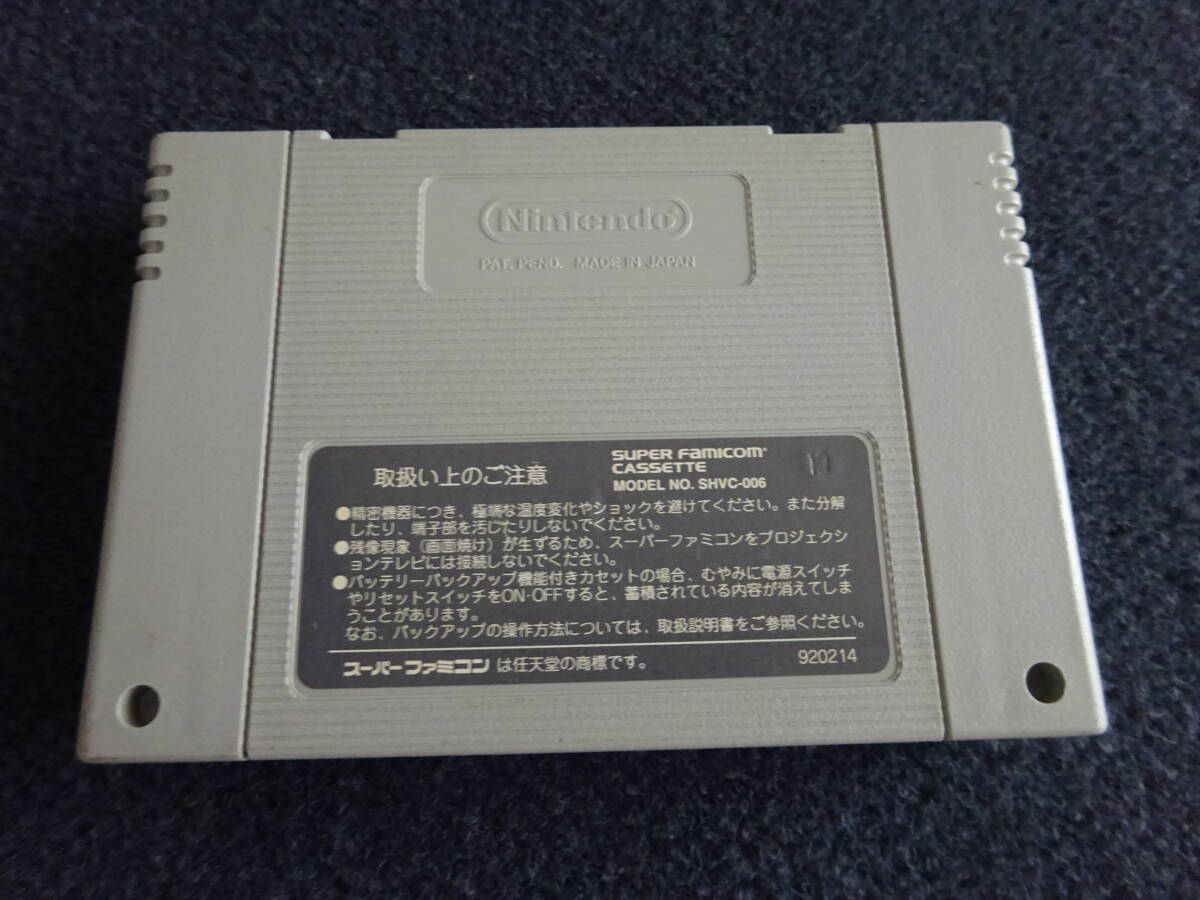 Nintendo
PAT. PEND. MADE IN JAPAN
取扱い上のご注意
SUPER Famicom
CASSETTE
MODEL NO. SHVC-006
●精密機器につき、極端な温度変化やショックを避けてください。また分解
したり、端子部を汚したりしないでください。
●残像現象（画面焼け）が生ずるため、スーパーファミコンをプロジェクシ
ョンテレビには接続しないでください。
●バッテリーバックアップ機能付きカセットの場合、むやみに電源スイッチ
やリセットスイッチをON・OFFすると、蓄積されている内容が消えてしま
うことがあります。
なお、バックアップの操作方法については、取扱説明書をご参照ください。
スーパーファミコン は任天堂の商標です。
920214